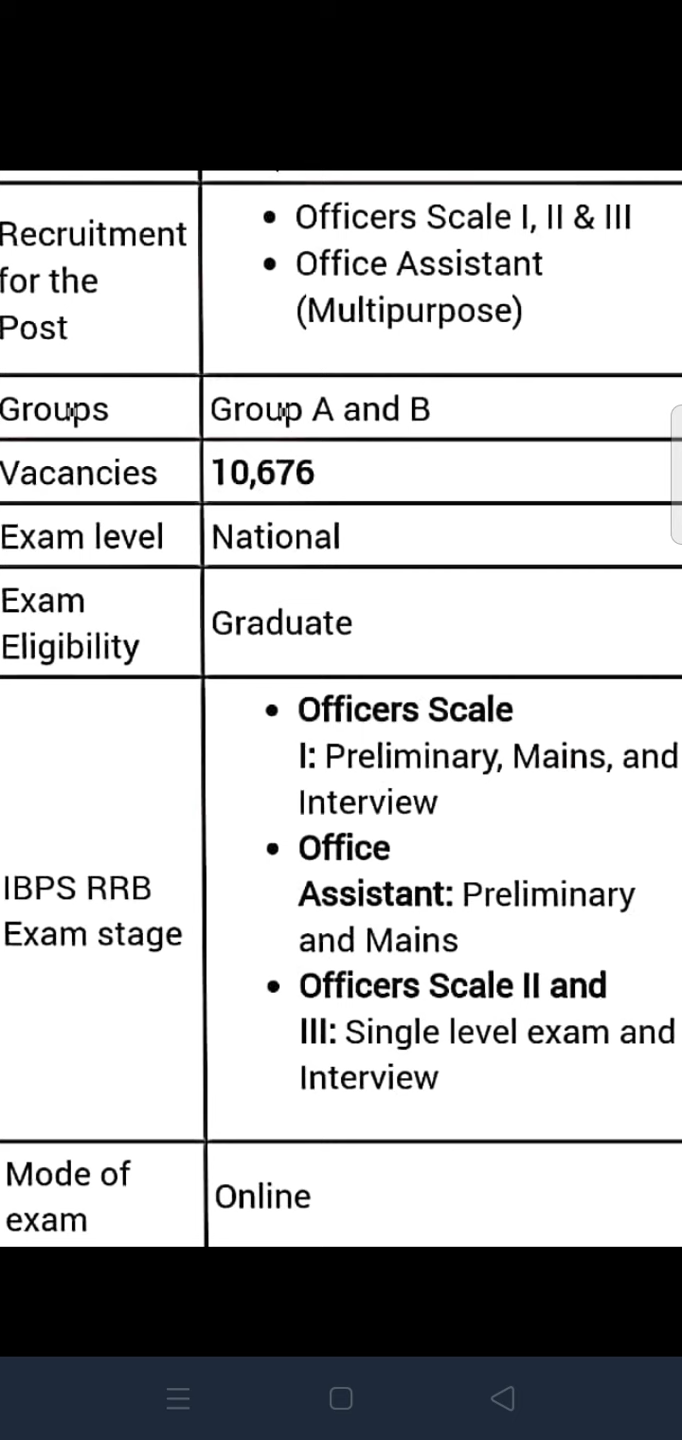 Recruitment
for the
Post
• Officers Scale I, II & III
• Office Assistant
(Multipurpose)
Groups
Group A and B
Vacancies
10,676
Exam level
National
Exam
Eligibility
Graduate
IBPS RRB
Exam stage
• Officers Scale
I: Preliminary, Mains, and
Interview
• Office
Assistant: Preliminary
and Mains
• Officers Scale II and
III: Single level exam and
Interview
Mode of
exam
Online